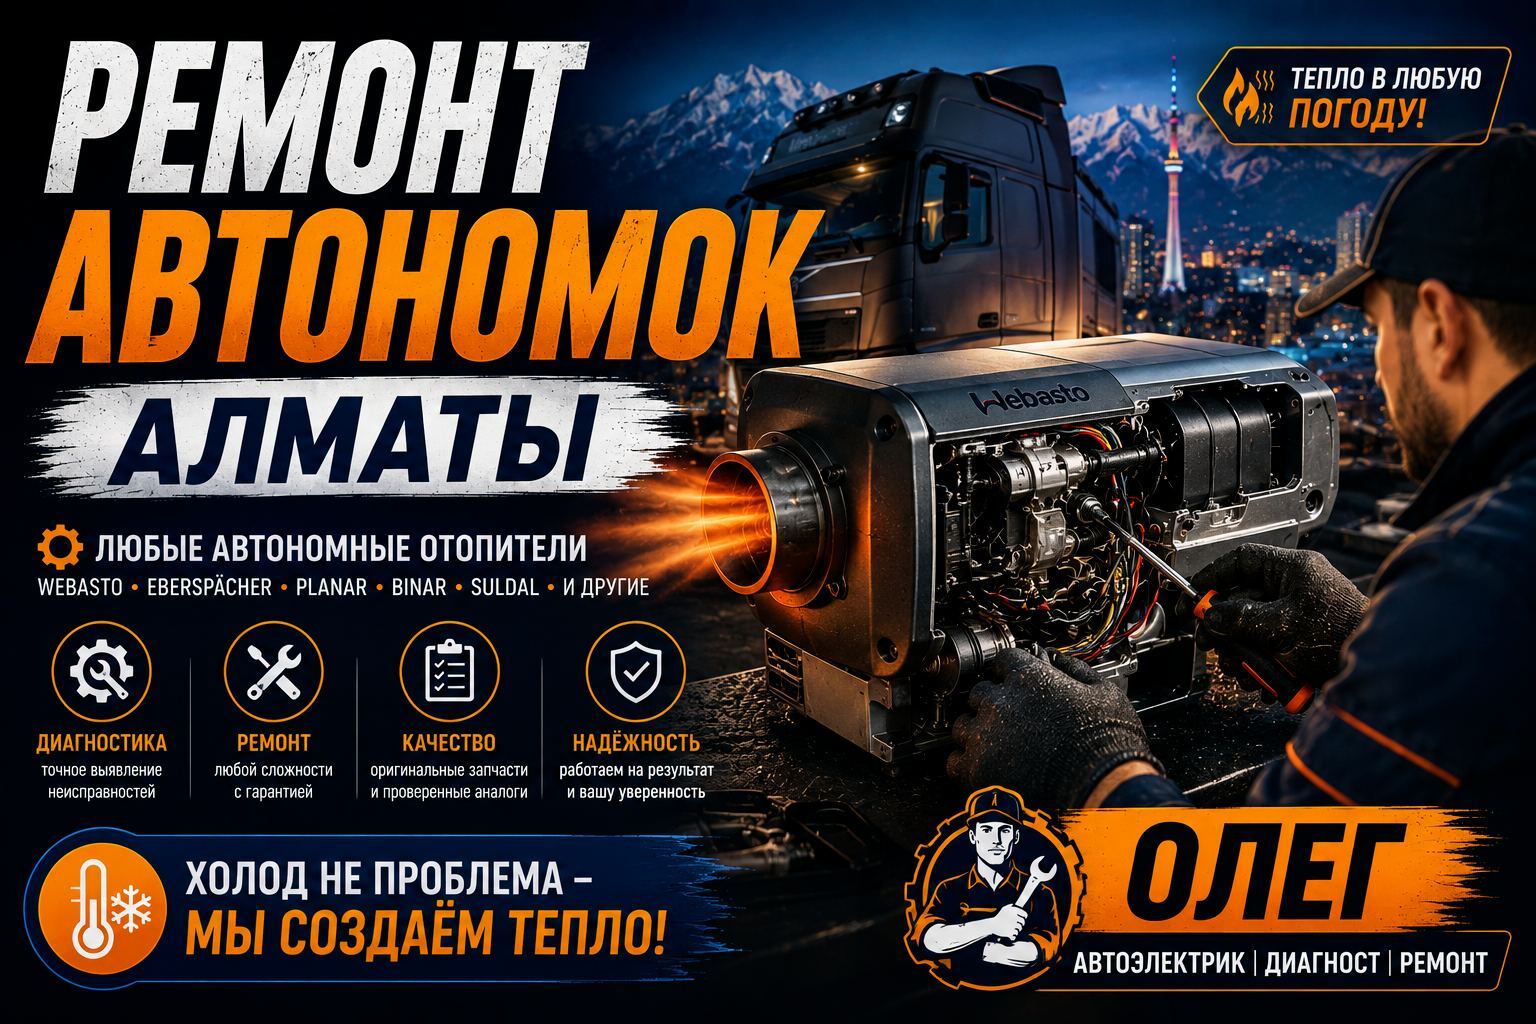 РЕМОНТ
АВТОНОМОК
АЛМАТЫ
ТЕПЛО В ЛЮБУЮ
ПОГОДУ!
Webasto
ЛЮБЫЕ АВТОНОМНЫЕ ОТОПИТЕЛИ
WEBASTO • EBERSPÄCHER • PLANAR • BINAR • SULDAL • И ДРУГИЕ
ДИАГНОСТИКА
точное выявление
неисправностей
РЕМОНТ
любой сложности
с гарантией
КАЧЕСТВО
оригинальные запчасти
и проверенные аналоги
НАДЁЖНОСТЬ
работаем на результат
и вашу уверенность
ХОЛОД НЕ ПРОБЛЕМА –
МЫ СОЗДАЁМ ТЕПЛО!
ОЛЕГ
АВТОЭЛЕКТРИК | ДИАГНОСТ | РЕМОНТ